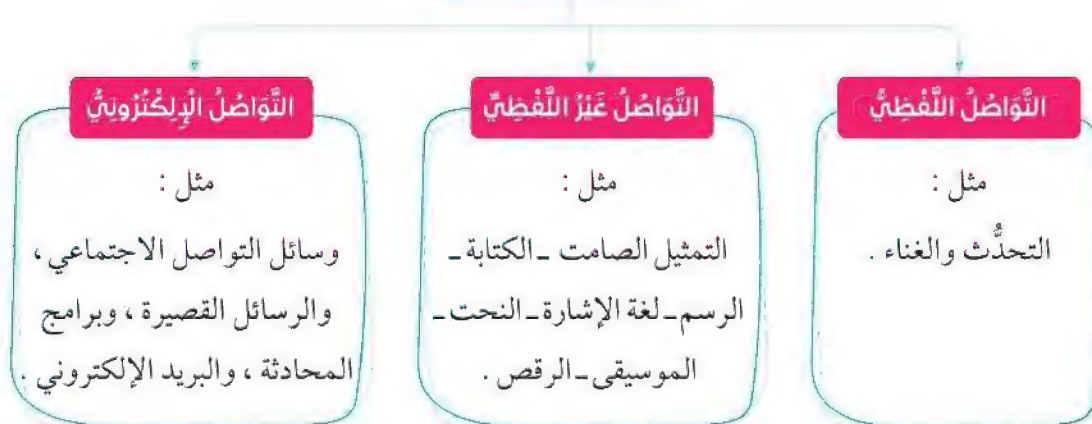 التَّوَاصُلُ اللَّفْظِيُّ
مثل :
التحدُّث والغناء .
التَّوَاصُلُ غَيْرُ اللَّفْظِيِّ
مثل :
التمثيل الصامت ـ الكتابة ـ
الرسم ـ لغة الإشارة ـ النحت ـ
الموسيقى ـ الرقص .
التَّوَاصُلُ الْإِلِكْتُرُونِيُّ
مثل :
وسائل التواصل الاجتماعي ،
والرسائل القصيرة ، وبرامج
المحادثة ، والبريد الإلكتروني .